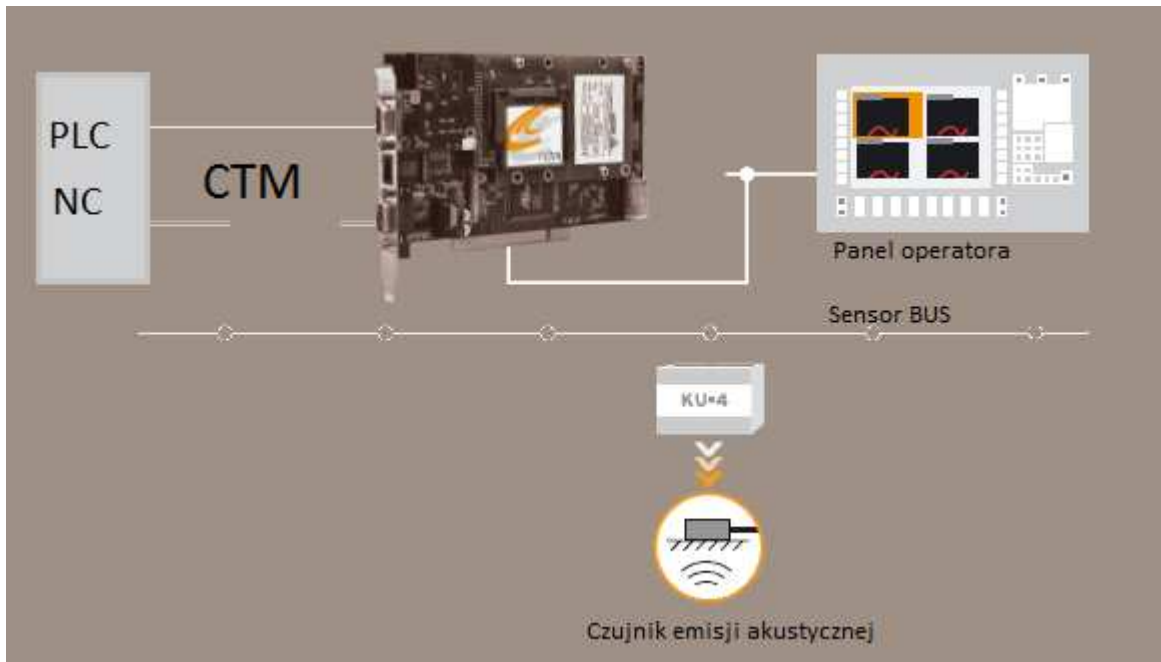 PLC
NC
CTM
Panel operatora
Sensor BUS
KU•4
Czujnik emisji akustycznej